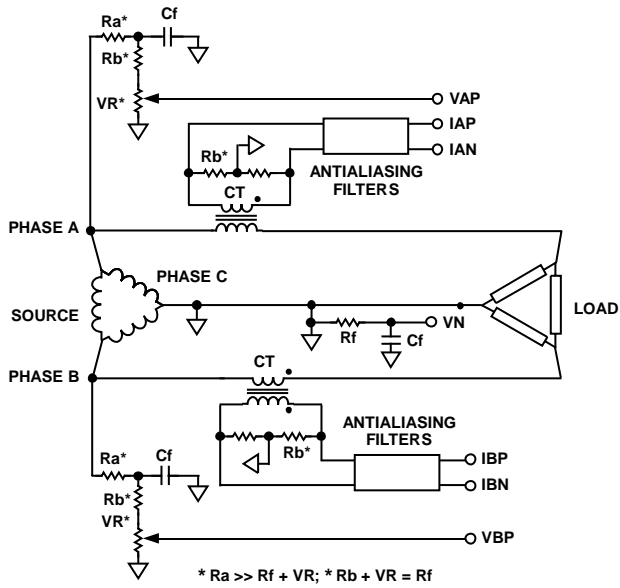 Ra*
Cf
Rb*
VR*
VAP
IAP
IAN
Rb*
ANTIALIASING
FILTERS
CT
PHASE A
PHASE C
SOURCE
LOAD
VN
Rf
Cf
PHASE B
CT
ANTIALIASING
FILTERS
Rb*
Ra*
Cf
IBP
IBN
Rb*
VR*
VBP
* Ra >> Rf + VR; * Rb + VR = Rf